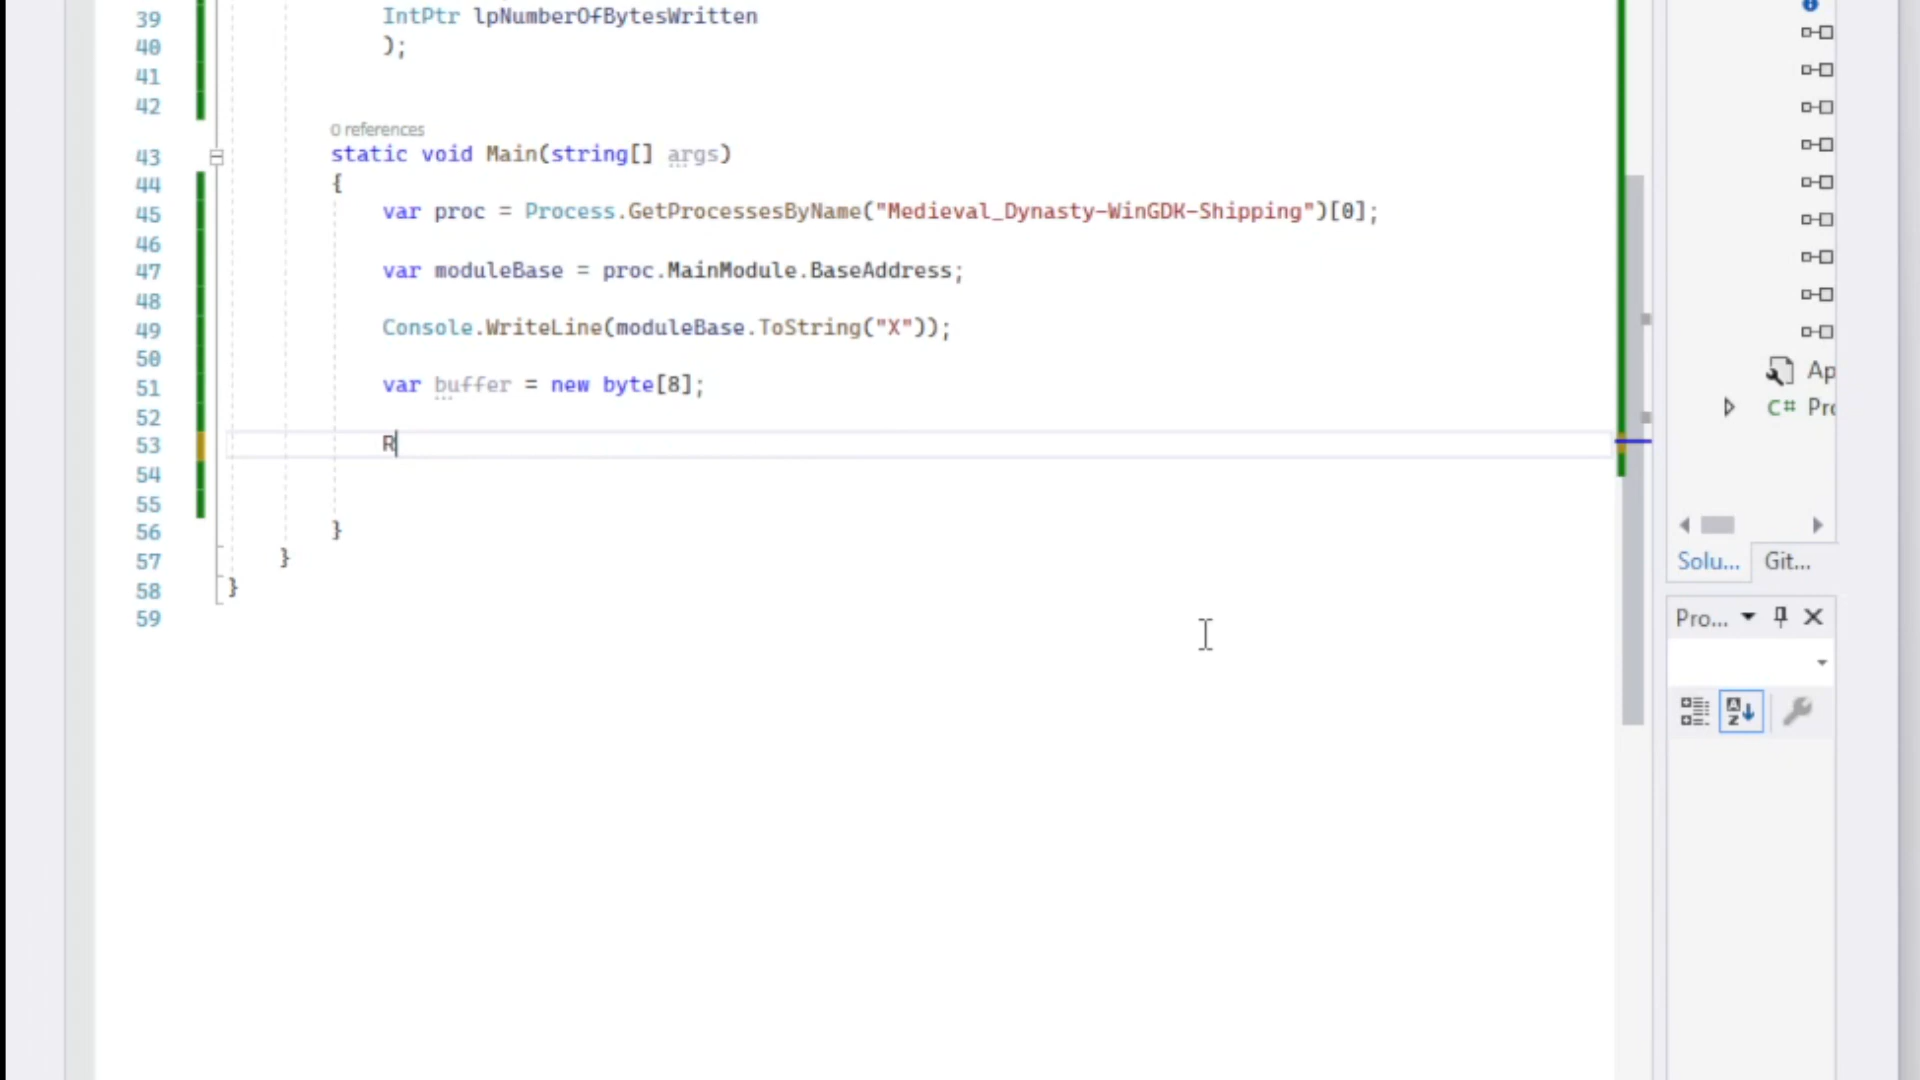 39 IntPtr lpNumberOfBytesWritten
40 );
41
42
0 references
43 static void Main(string[] args)
44 {
45 var proc = Process.GetProcessesByName("Medieval_Dynasty-WinGDK-Shipping")[0];
46
47 var moduleBase = proc.MainModule.BaseAddress;
48
49 Console.WriteLine(moduleBase.ToString("X"));
50
51 var buffer = new byte[8];
52
53 R
54
55
56 }
57 }
58 }
59
Ap
C# Pro
Solu... Git...
Pro...